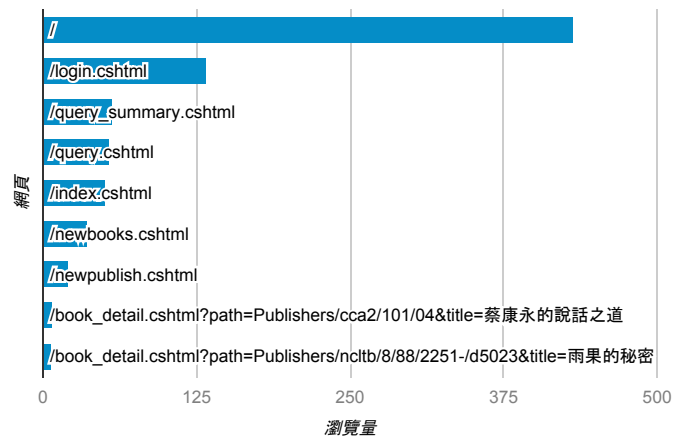 /
/login.cshtml
/query_summary.cshtml
/query.cshtml
/index.cshtml
/newbooks.cshtml
/newpublish.cshtml
/book_detail.cshtml?path=Publishers/cca2/101/04&title=蔡康永的說話之道
/book_detail.cshtml?path=Publishers/ncltb/8/88/2251-/d5023&title=雨果的秘密
網頁
0 125 250 375 500
瀏覽量